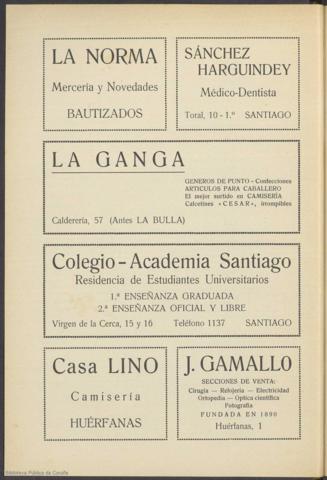 LA NORMA
Mercería y Novedades
BAUTIZADOS
SÁNCHEZ
HARGUINDEY
Médico-Dentista
Total, 10 - 1.º SANTIAGO
LA GANGA
GENEROS DE PUNTO - Confecciones
ARTICULOS PARA CABALLERO
El mejor surtido en CAMISERÍA
Calcetines «CESAR», irrompibles
Calderería, 57 (Antes LA BULLA)
Colegio - Academia Santiago
Residencia de Estudiantes Universitarios
1.ª ENSEÑANZA GRADUADA
2.ª ENSEÑANZA OFICIAL Y LIBRE
Virgen de la Cerca, 15 y 16 Teléfono 1137 SANTIAGO
Casa LINO
Camisería
HUÉRFANAS
J. GAMALLO
SECCIONES DE VENTA:
Cirugía — Relojería — Electricidad
Ortopedia — Optica científica
Fotografía
FUNDADA EN 1890
Huérfanas, 1
Biblioteca Pública da Coruña